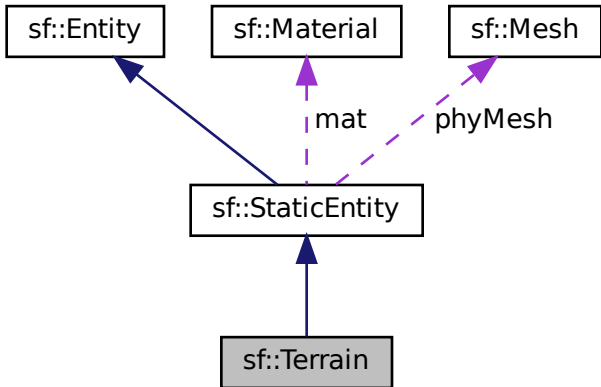 sf::Entity
sf::Material
sf::Mesh
mat
phyMesh
sf::StaticEntity
sf::Terrain